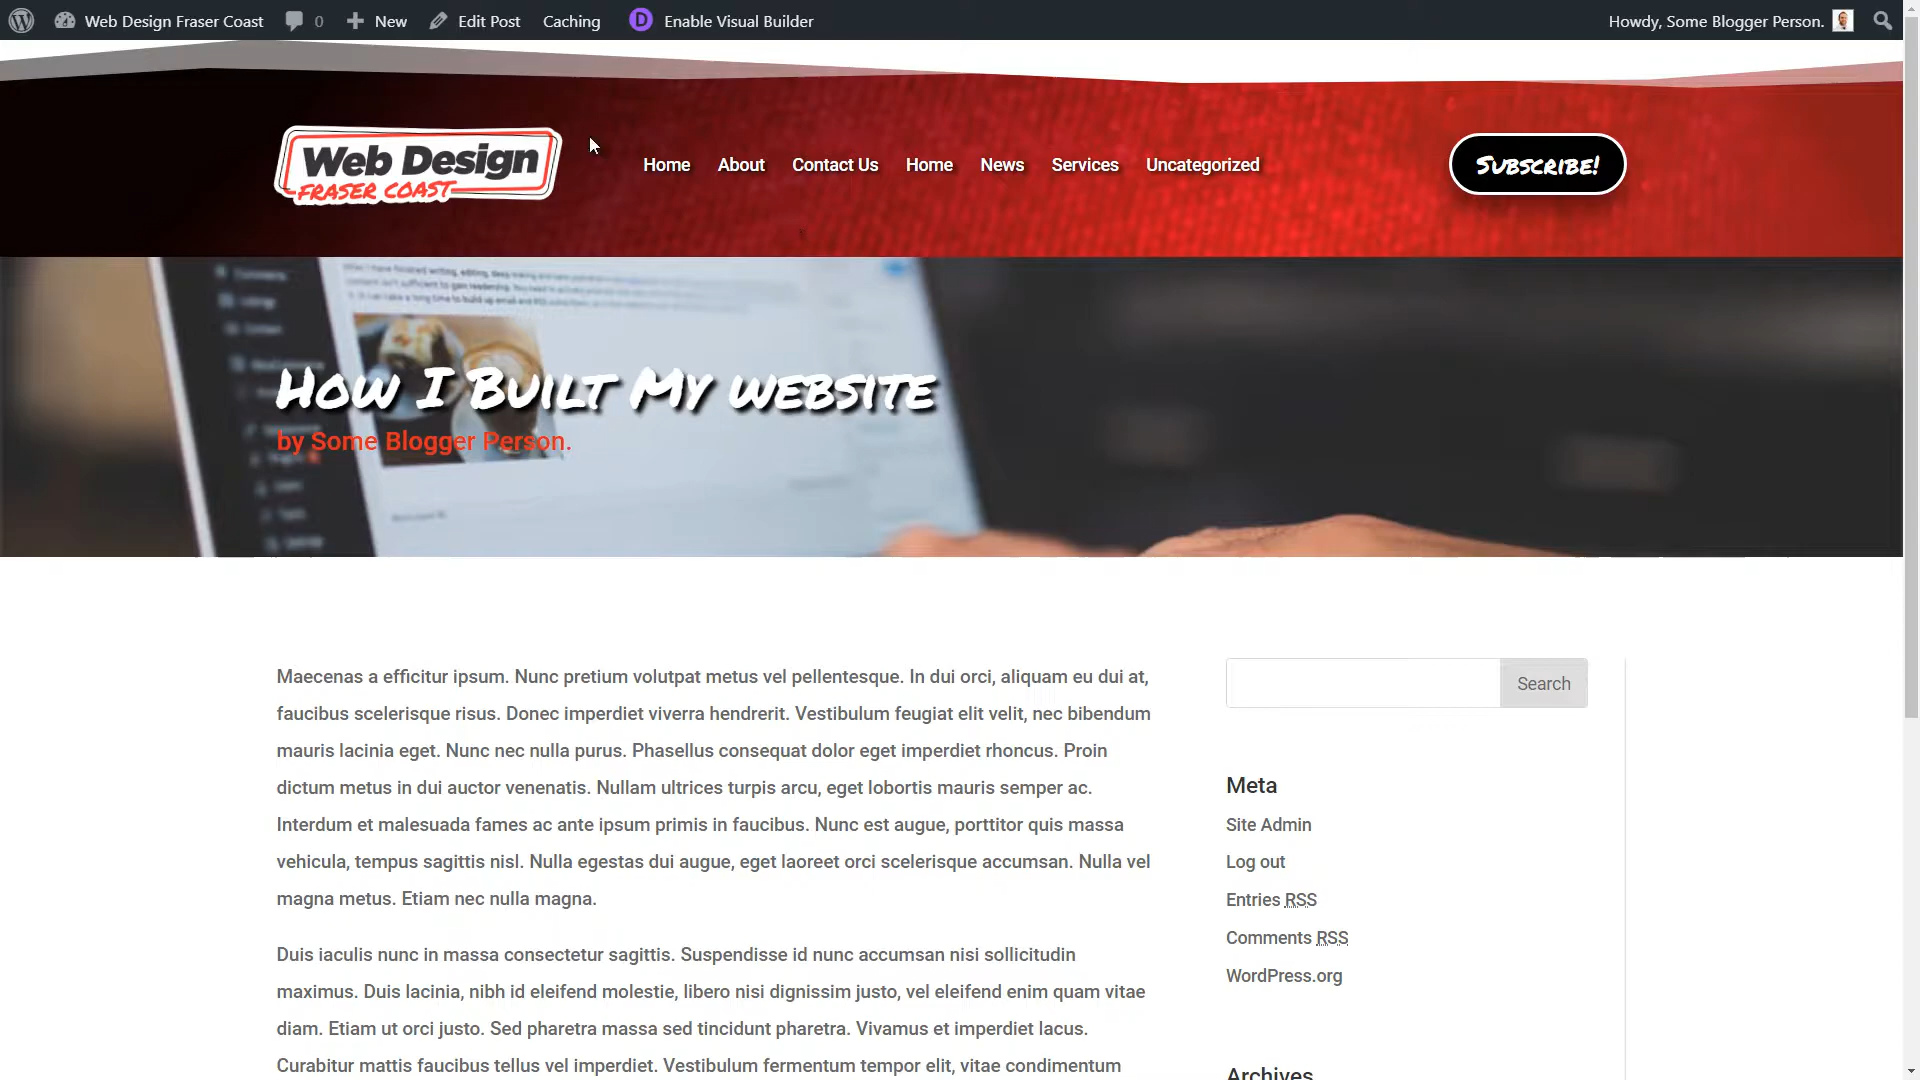 Web Design Fraser Coast 0 New Edit Post Caching D Enable Visual Builder Howdy, Some Blogger Person.
Web Design
FRASER COAST
Home About Contact Us Home News Services Uncategorized
Subscribe!
How I Built My website
by Some Blogger Person.
Maecenas a efficitur ipsum. Nunc pretium volutpat metus vel pellentesque. In dui orci, aliquam eu dui at,
faucibus scelerisque risus. Donec imperdiet viverra hendrerit. Vestibulum feugiat elit velit, nec bibendum
mauris lacinia eget. Nunc nec nulla purus. Phasellus consequat dolor eget imperdiet rhoncus. Proin
dictum metus in dui auctor venenatis. Nullam ultrices turpis arcu, eget lobortis mauris semper ac.
Interdum et malesuada fames ac ante ipsum primis in faucibus. Nunc est augue, porttitor quis massa
vehicula, tempus sagittis nisl. Nulla egestas dui augue, eget laoreet orci scelerisque accumsan. Nulla vel
magna metus. Etiam nec nulla magna.
Duis iaculis nunc in massa consectetur sagittis. Suspendisse id nunc accumsan nisi sollicitudin
maximus. Duis lacinia, nibh id eleifend molestie, libero nisi dignissim justo, vel eleifend enim quam vitae
diam. Etiam ut orci justo. Sed pharetra massa sed tincidunt pharetra. Vivamus et imperdiet lacus.
Curabitur mattis faucibus tellus vel imperdiet. Vestibulum fermentum tempor elit, vitae condimentum
Search
Meta
Site Admin
Log out
Entries RSS
Comments RSS
WordPress.org
Archives